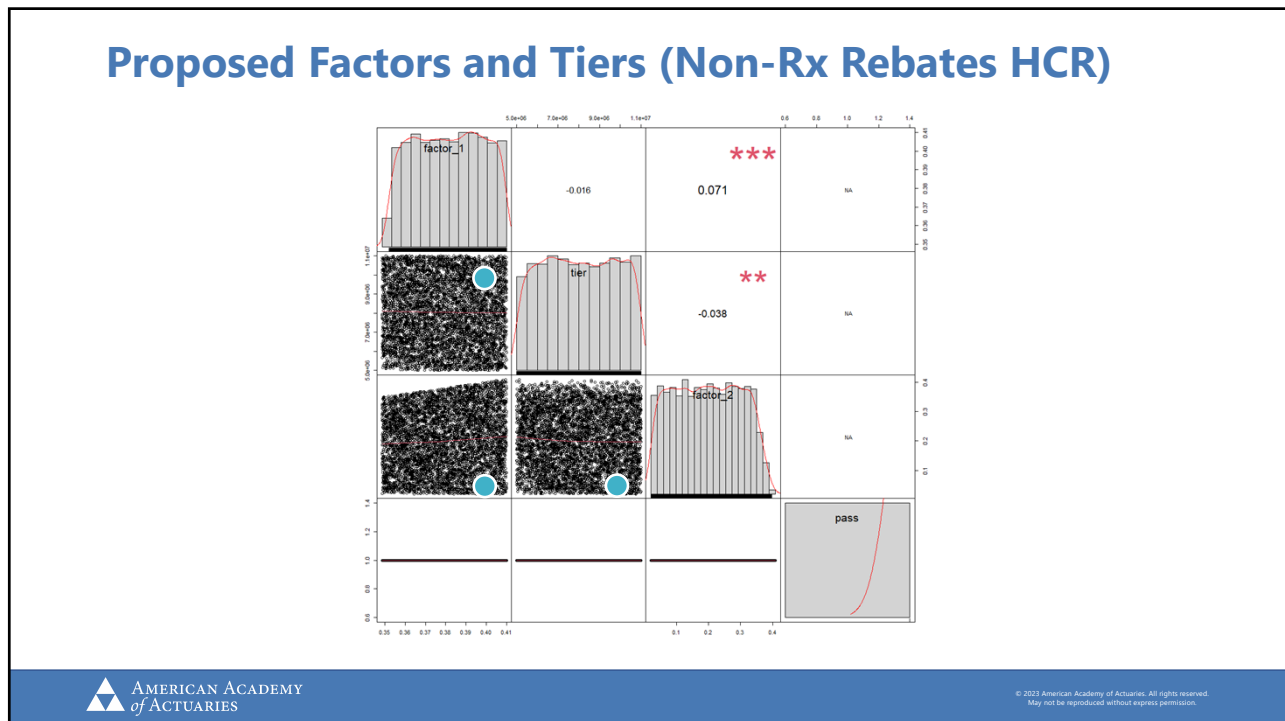 Proposed Factors and Tiers (Non-Rx Rebates HCR)
5.0e+06 7.0e+06 9.0e+06 1.1e+07 0.6 0.8 1.0 1.2 1.4
factor_1
-0.016
***
0.071
NA
0.35 0.36 0.37 0.38 0.39 0.40 0.41
5.0e+06 7.0e+06 9.0e+06 1.1e+07
tier
**
-0.038
NA
factor_2
NA
0.1 0.2 0.3 0.4
0.6 0.8 1.0 1.2 1.4
pass
0.35 0.36 0.37 0.38 0.39 0.40 0.41 0.1 0.2 0.3 0.4
AMERICAN ACADEMY
of ACTUARIES
© 2023 American Academy of Actuaries. All rights reserved.
May not be reproduced without express permission.